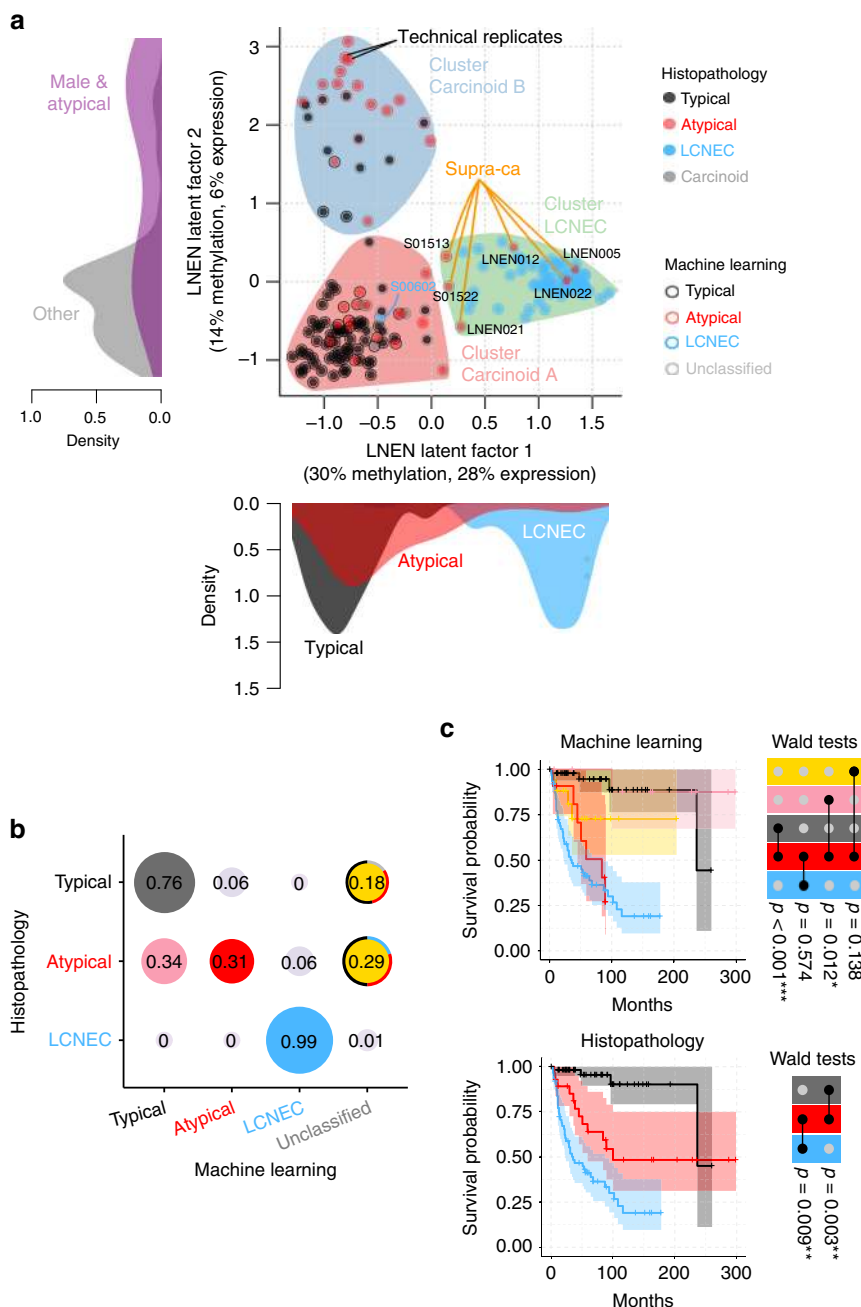 a
Male &
atypical
Other
1.0
0.5
0.0
Density
LNEN latent factor 2
(14% methylation, 6% expression)
3
2
1
0
−1
Technical replicates
Cluster
Carcinoid B
Supra-ca
Cluster
LCNEC
S01513
LNEN012
LNEN005
S00602
S01522
LNEN022
LNEN021
Cluster
Carcinoid A
−1.0
−0.5
0.0
0.5
1.0
1.5
LNEN latent factor 1
(30% methylation, 28% expression)
Histopathology
Typical
Atypical
LCNEC
Carcinoid
Machine learning
Typical
Atypical
LCNEC
Unclassified
0.0
0.5
1.0
1.5
Density
LCNEC
Atypical
Typical
b
Histopathology
Typical
0.76
0.06
0
0.18
Atypical
0.34
0.31
0.06
0.29
LCNEC
0
0
0.99
0.01
Typical
Atypical
LCNEC
Unclassified
Machine learning
c
Machine learning
Survival probability
1.00
0.75
0.50
0.25
0.00
0
100
200
300
Months
Wald tests
p < 0.001***
p = 0.574
p = 0.012*
p = 0.138
Histopathology
Survival probability
1.00
0.75
0.50
0.25
0.00
0
100
200
300
Months
Wald tests
p = 0.009**
p = 0.003**